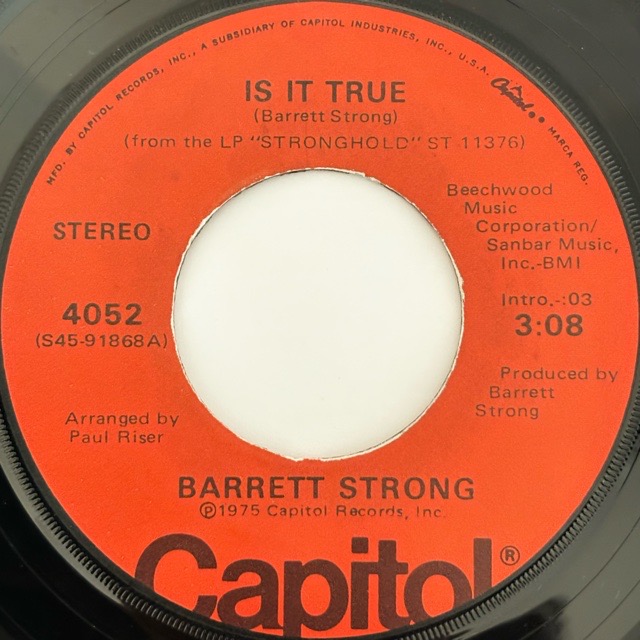 MFD. BY CAPITOL RECORDS, INC., A SUBSIDIARY OF CAPITOL INDUSTRIES, INC., U.S.A. Capitol® MARCA REG.
IS IT TRUE
(Barrett Strong)
(from the LP "STRONGHOLD" ST 11376)
STEREO
4052
(S45-91868A)
Arranged by
Paul Riser
Beechwood
Music
Corporation/
Sanbar Music,
Inc.-BMI
Intro.-:03
3:08
Produced by
Barrett
Strong
BARRETT STRONG
℗1975 Capitol Records, Inc.
Capitol®